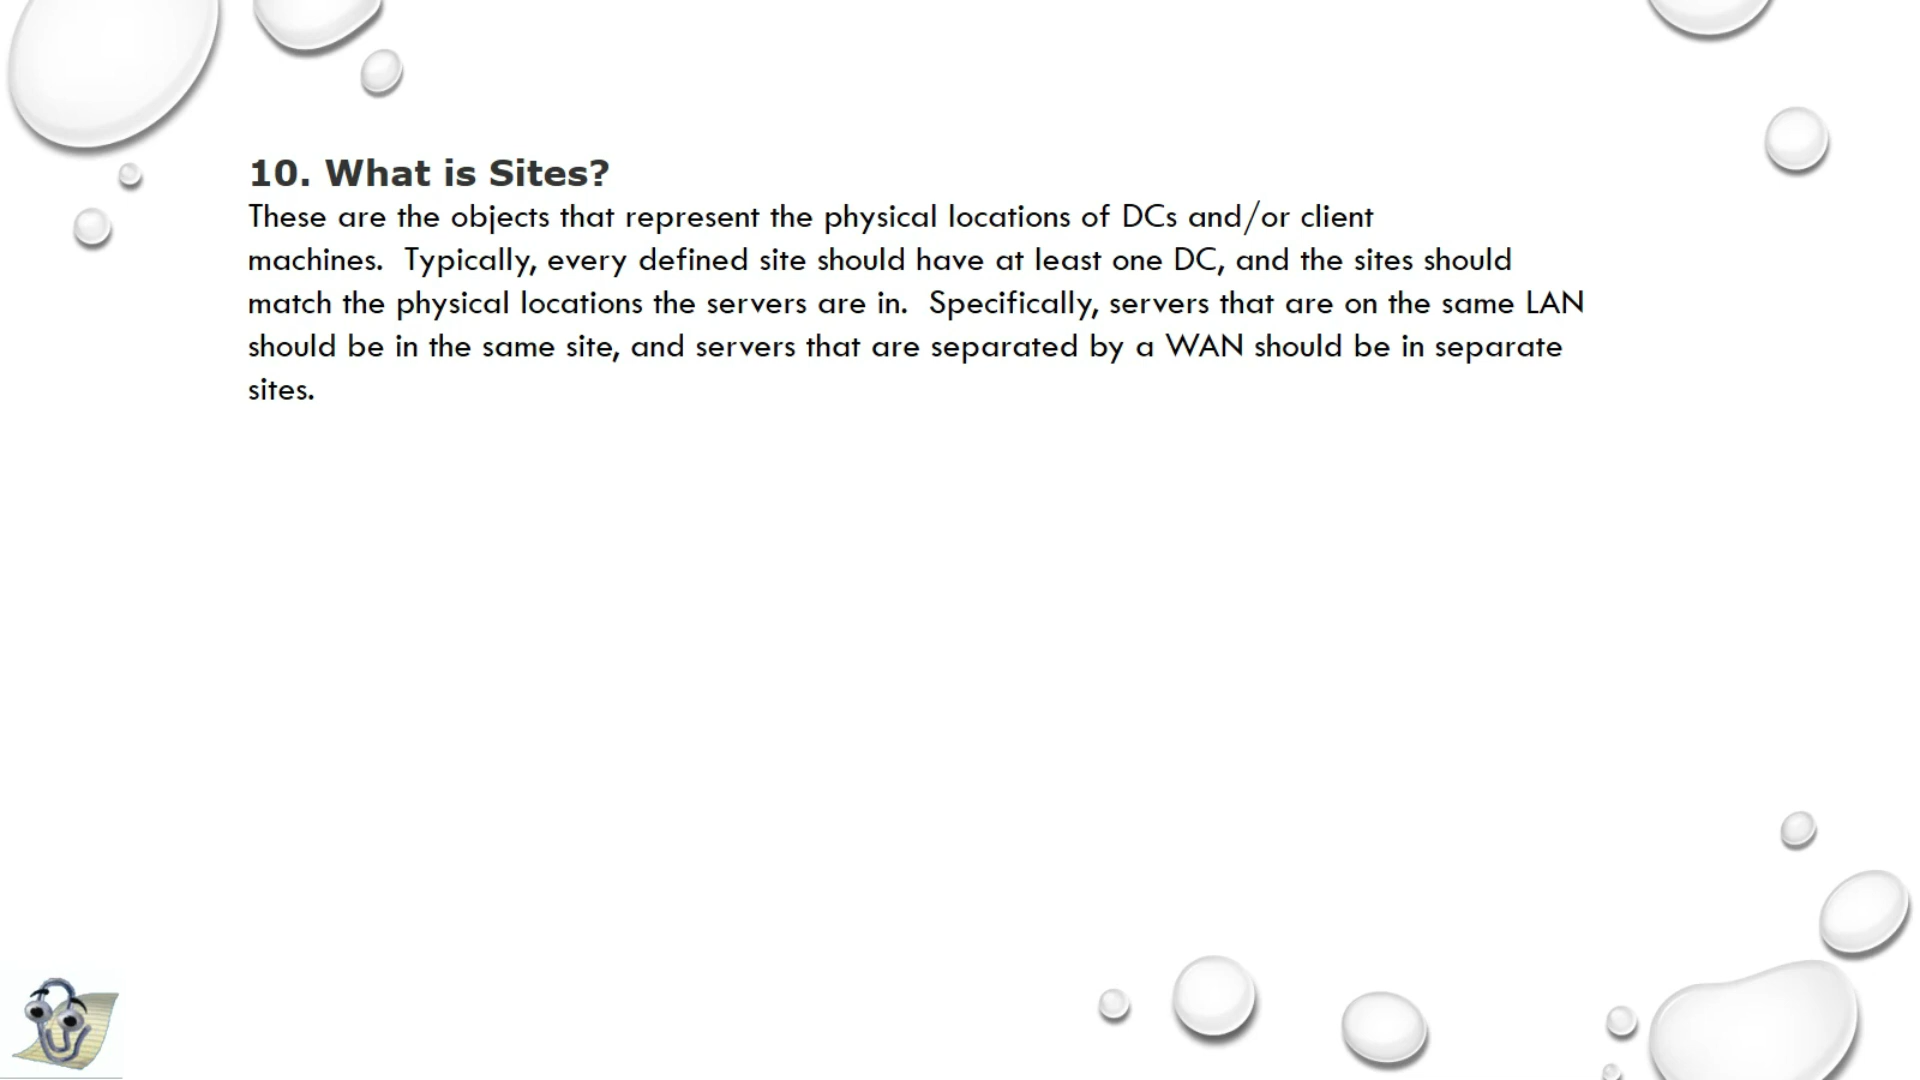 10. What is Sites?
These are the objects that represent the physical locations of DCs and/or client
machines.  Typically, every defined site should have at least one DC, and the sites should
match the physical locations the servers are in.  Specifically, servers that are on the same LAN
should be in the same site, and servers that are separated by a WAN should be in separate
sites.